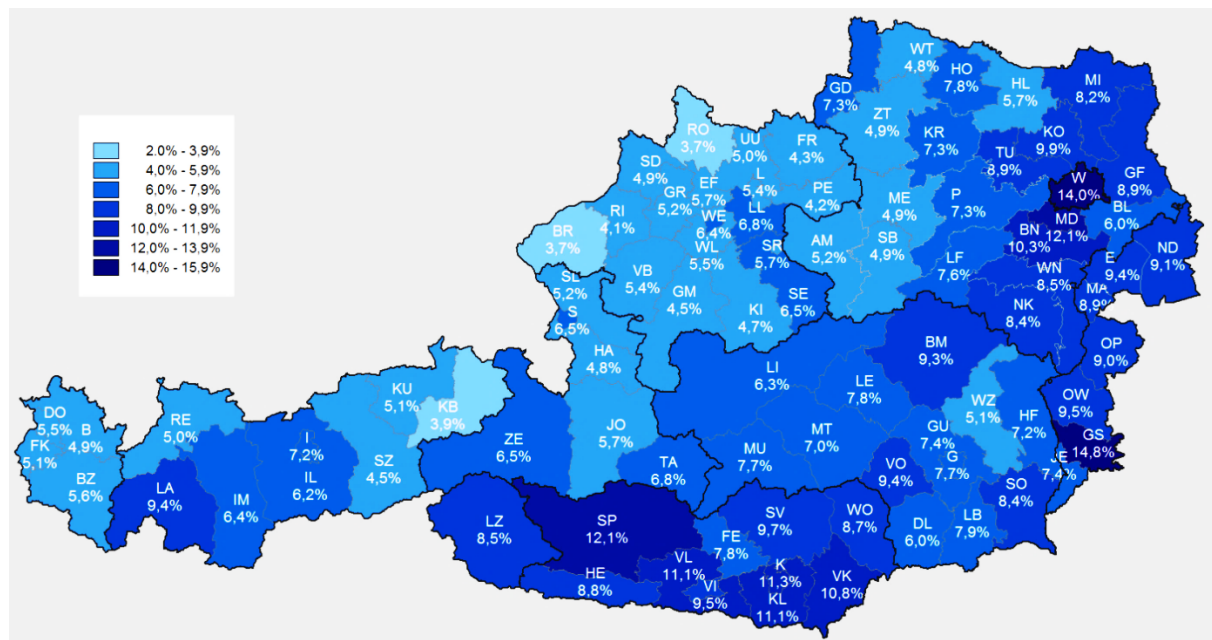 2.0% - 3,9%
4,0% - 5,9%
6,0% - 7,9%
8,0% - 9,9%
10,0% - 11,9%
12,0% - 13,9%
14,0% - 15,9%
WT
4,8%
HO
7,8%
HL
5,7%
MI
8,2%
GD
7,3%
ZT
4,9%
KR
7,3%
KO
9,9%
TU
8,9%
W
14,0%
GF
8,9%
RO
3,7%
UU
5,0%
FR
4,3%
SD
4,9%
GR
5,2%
EF
5,7%
L
5,4%
PE
4,2%
WE
6,4%
LL
6,8%
ME
4,9%
P
7,3%
MD
12,1%
BL
6,0%
BR
3,7%
RI
4,1%
WL
5,5%
SR
5,7%
AM
5,2%
SB
4,9%
BN
10,3%
LF
7,6%
WN
8,5%
E
9,4%
ND
9,1%
MA
8,9%
SL
5,2%
VB
5,4%
GM
4,5%
KI
4,7%
SE
6,5%
NK
8,4%
S
6,5%
HA
4,8%
OP
9,0%
BM
9,3%
LI
6,3%
LE
7,8%
WZ
5,1%
OW
9,5%
HF
7,2%
GS
14,8%
KU
5,1%
KB
3,9%
DO
5,5%
B
4,9%
RE
5,0%
FK
5,1%
BZ
5,6%
LA
9,4%
IM
6,4%
I
7,2%
IL
6,2%
SZ
4,5%
ZE
6,5%
JO
5,7%
TA
6,8%
MU
7,7%
MT
7,0%
GU
7,4%
G
7,7%
JE
7,4%
VO
9,4%
SO
8,4%
LZ
8,5%
SP
12,1%
FE
7,8%
SV
9,7%
WO
8,7%
DL
6,0%
LB
7,9%
HE
8,8%
VL
11,1%
VI
9,5%
K
11,3%
KL
11,1%
VK
10,8%